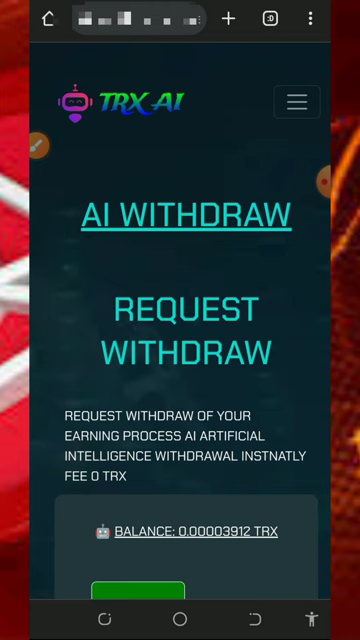 :D
TRX AI
AI WITHDRAW
REQUEST
WITHDRAW
REQUEST WITHDRAW OF YOUR
EARNING PROCESS AI ARTIFICIAL
INTELLIGENCE WITHDRAWAL INSTNATLY
FEE 0 TRX
BALANCE: 0.00003912 TRX